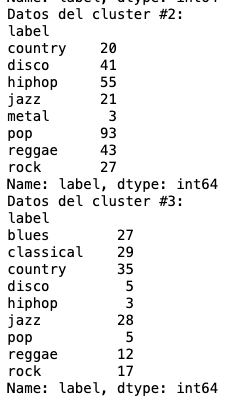 Name: label, dtype: int64
Datos del cluster #2:
label
country 20
disco 41
hiphop 55
jazz 21
metal 3
pop 93
reggae 43
rock 27
Name: label, dtype: int64
Datos del cluster #3:
label
blues 27
classical 29
country 35
disco 5
hiphop 3
jazz 28
pop 5
reggae 12
rock 17
Name: label, dtype: int64